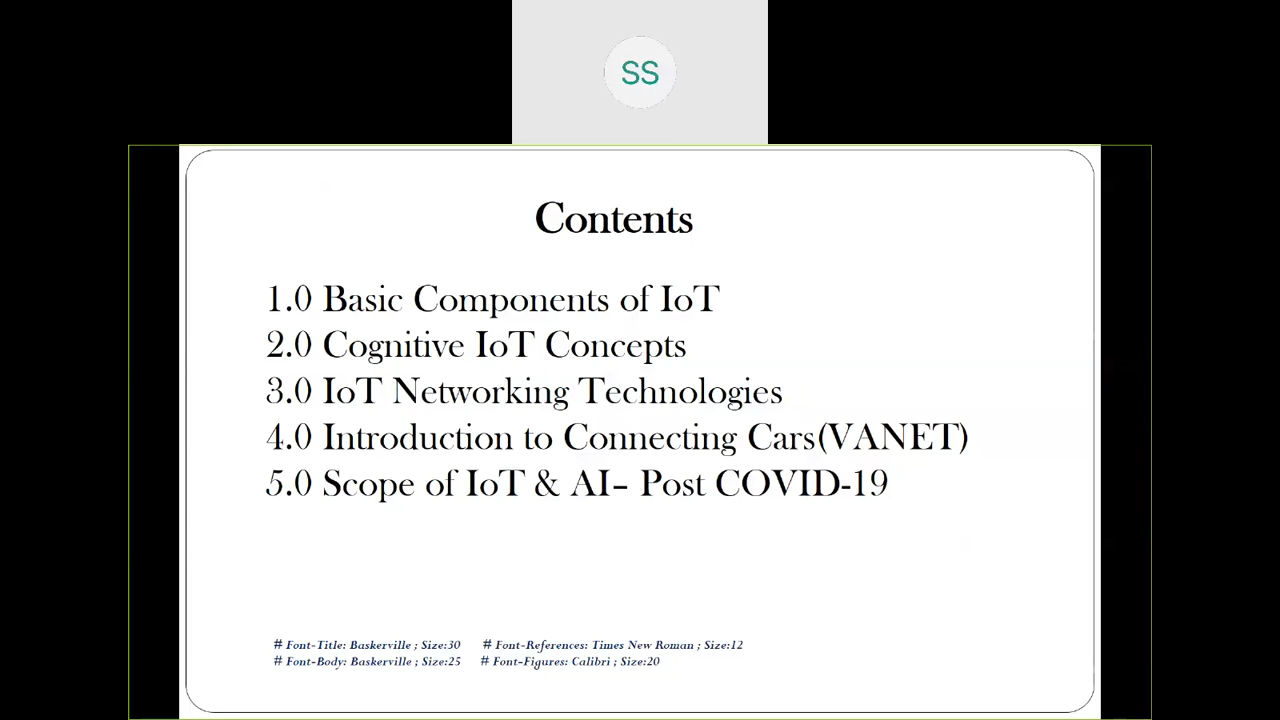 SS
Contents
1.0 Basic Components of IoT
2.0 Cognitive IoT Concepts
3.0 IoT Networking Technologies
4.0 Introduction to Connecting Cars(VANET)
5.0 Scope of IoT & AI– Post COVID-19
# Font-Title: Baskerville ; Size:30 # Font-References: Times New Roman ; Size:12
# Font-Body: Baskerville ; Size:25 # Font-Figures: Calibri ; Size:20